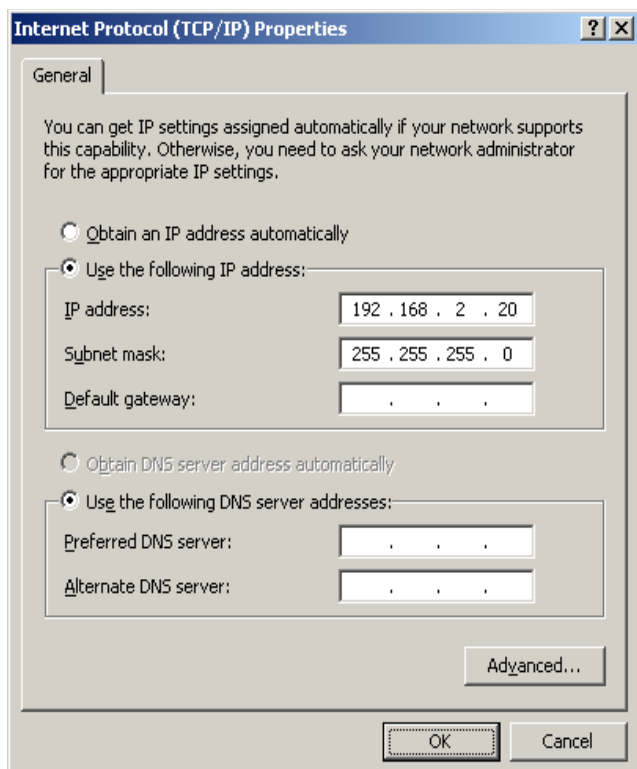 Internet Protocol (TCP/IP) Properties
General
You can get IP settings assigned automatically if your network supports
this capability. Otherwise, you need to ask your network administrator
for the appropriate IP settings.
Obtain an IP address automatically
Use the following IP address:
IP address: 192 . 168 . 2 . 20
Subnet mask: 255 . 255 . 255 . 0
Default gateway: . . .
Obtain DNS server address automatically
Use the following DNS server addresses:
Preferred DNS server: . . .
Alternate DNS server: . . .
Advanced...
OK Cancel